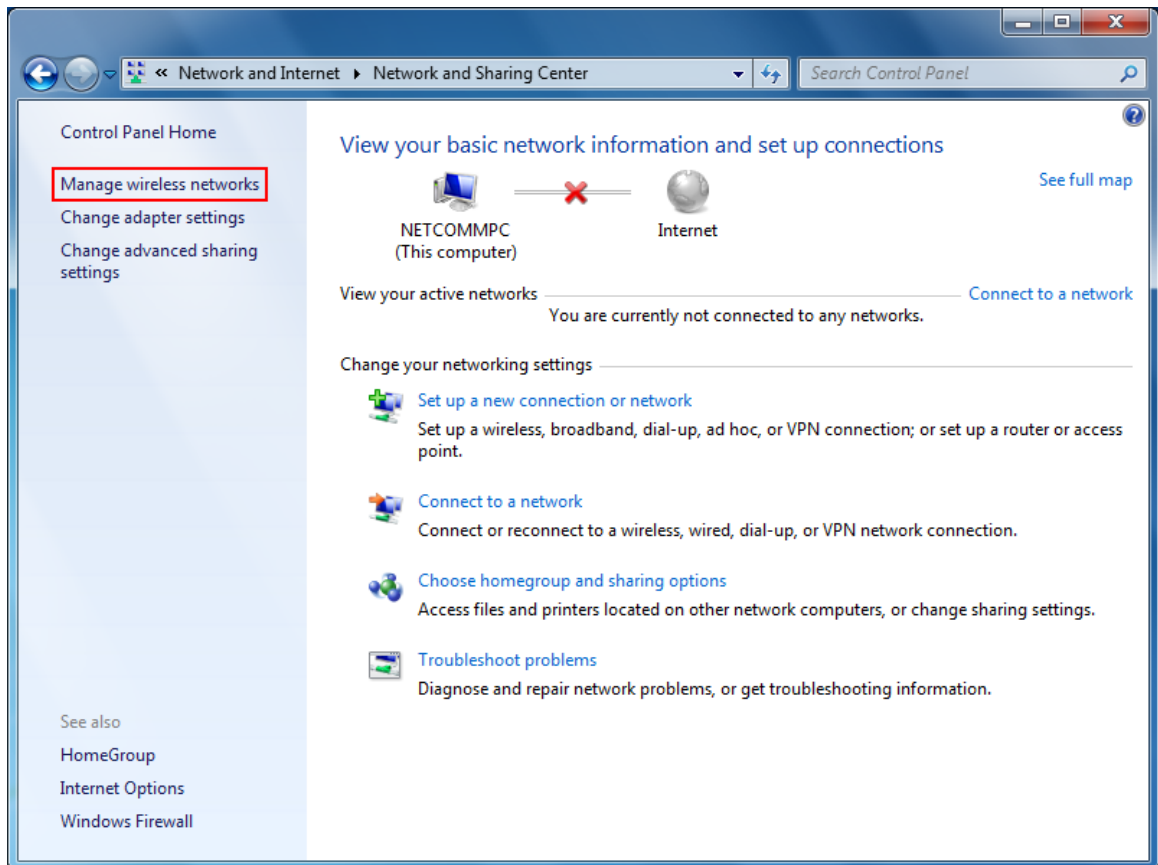 « Network and Internet ▸ Network and Sharing Center
Search Control Panel
Control Panel Home
Manage wireless networks
Change adapter settings
Change advanced sharing
settings
See also
HomeGroup
Internet Options
Windows Firewall
View your basic network information and set up connections
See full map
NETCOMMPC
(This computer)
Internet
View your active networks
Connect to a network
You are currently not connected to any networks.
Change your networking settings
Set up a new connection or network
Set up a wireless, broadband, dial-up, ad hoc, or VPN connection; or set up a router or access
point.
Connect to a network
Connect or reconnect to a wireless, wired, dial-up, or VPN network connection.
Choose homegroup and sharing options
Access files and printers located on other network computers, or change sharing settings.
Troubleshoot problems
Diagnose and repair network problems, or get troubleshooting information.